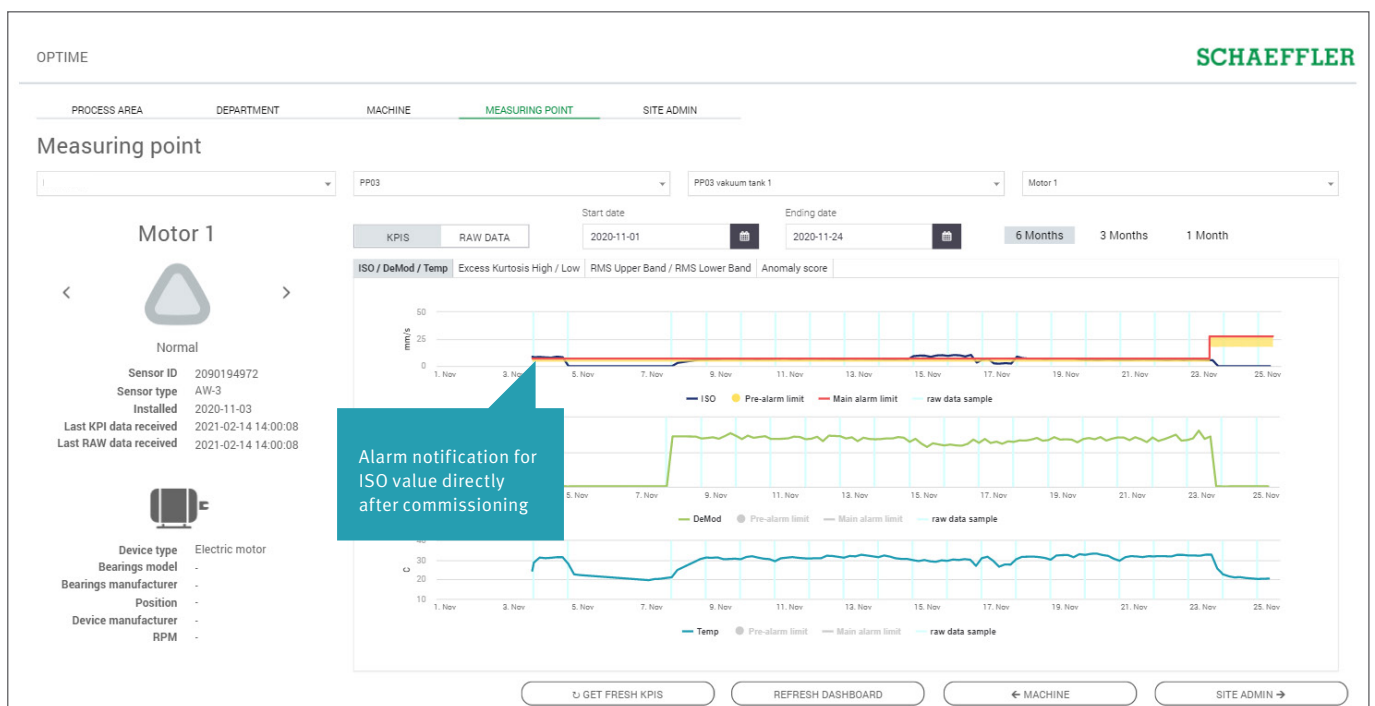 OPTIME
SCHAEFFLER
PROCESS AREA DEPARTMENT MACHINE MEASURING POINT SITE ADMIN
Measuring point
PP03 PP03 vakuum tank 1 Motor 1
Start date Ending date
Motor 1
KPIS RAW DATA 2020-11-01 2020-11-24 6 Months 3 Months 1 Month
ISO / DeMod / Temp Excess Kurtosis High / Low RMS Upper Band / RMS Lower Band Anomaly score
Normal
Sensor ID 2090194972
Sensor type AW-3
Installed 2020-11-03
Last KPI data received 2021-02-14 14:00:08
Last RAW data received 2021-02-14 14:00:08
Device type Electric motor
Bearings model -
Bearings manufacturer -
Position -
Device manufacturer -
RPM -
50
mm/s
25
0
1. Nov 5. Nov 7. Nov 9. Nov 11. Nov 13. Nov 15. Nov 17. Nov 19. Nov 21. Nov 23. Nov 25. Nov
ISO Pre-alarm limit Main alarm limit raw data sample
Alarm notification for
ISO value directly
after commissioning
5. Nov 7. Nov 9. Nov 11. Nov 13. Nov 15. Nov 17. Nov 19. Nov 21. Nov 23. Nov 25. Nov
DeMod Pre-alarm limit Main alarm limit raw data sample
30
C
20
10
1. Nov 3. Nov 5. Nov 7. Nov 9. Nov 11. Nov 13. Nov 15. Nov 17. Nov 19. Nov 21. Nov 23. Nov 25. Nov
Temp Pre-alarm limit Main alarm limit raw data sample
↻ GET FRESH KPIS REFRESH DASHBOARD ← MACHINE SITE ADMIN →